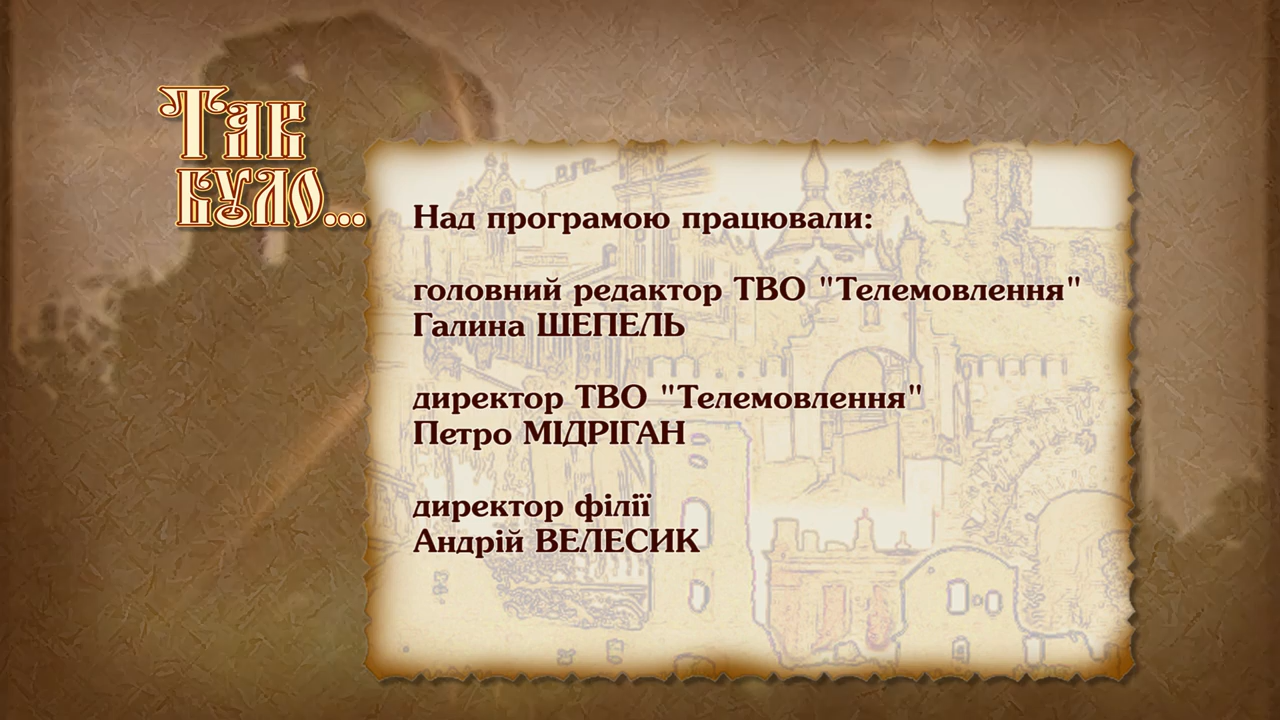 Так
було...
Над програмою працювали:
головний редактор ТВО "Телемовлення"
Галина ШЕПЕЛЬ
директор ТВО "Телемовлення"
Петро МІДРІГАН
директор філії
Андрій ВЕЛЕСИК